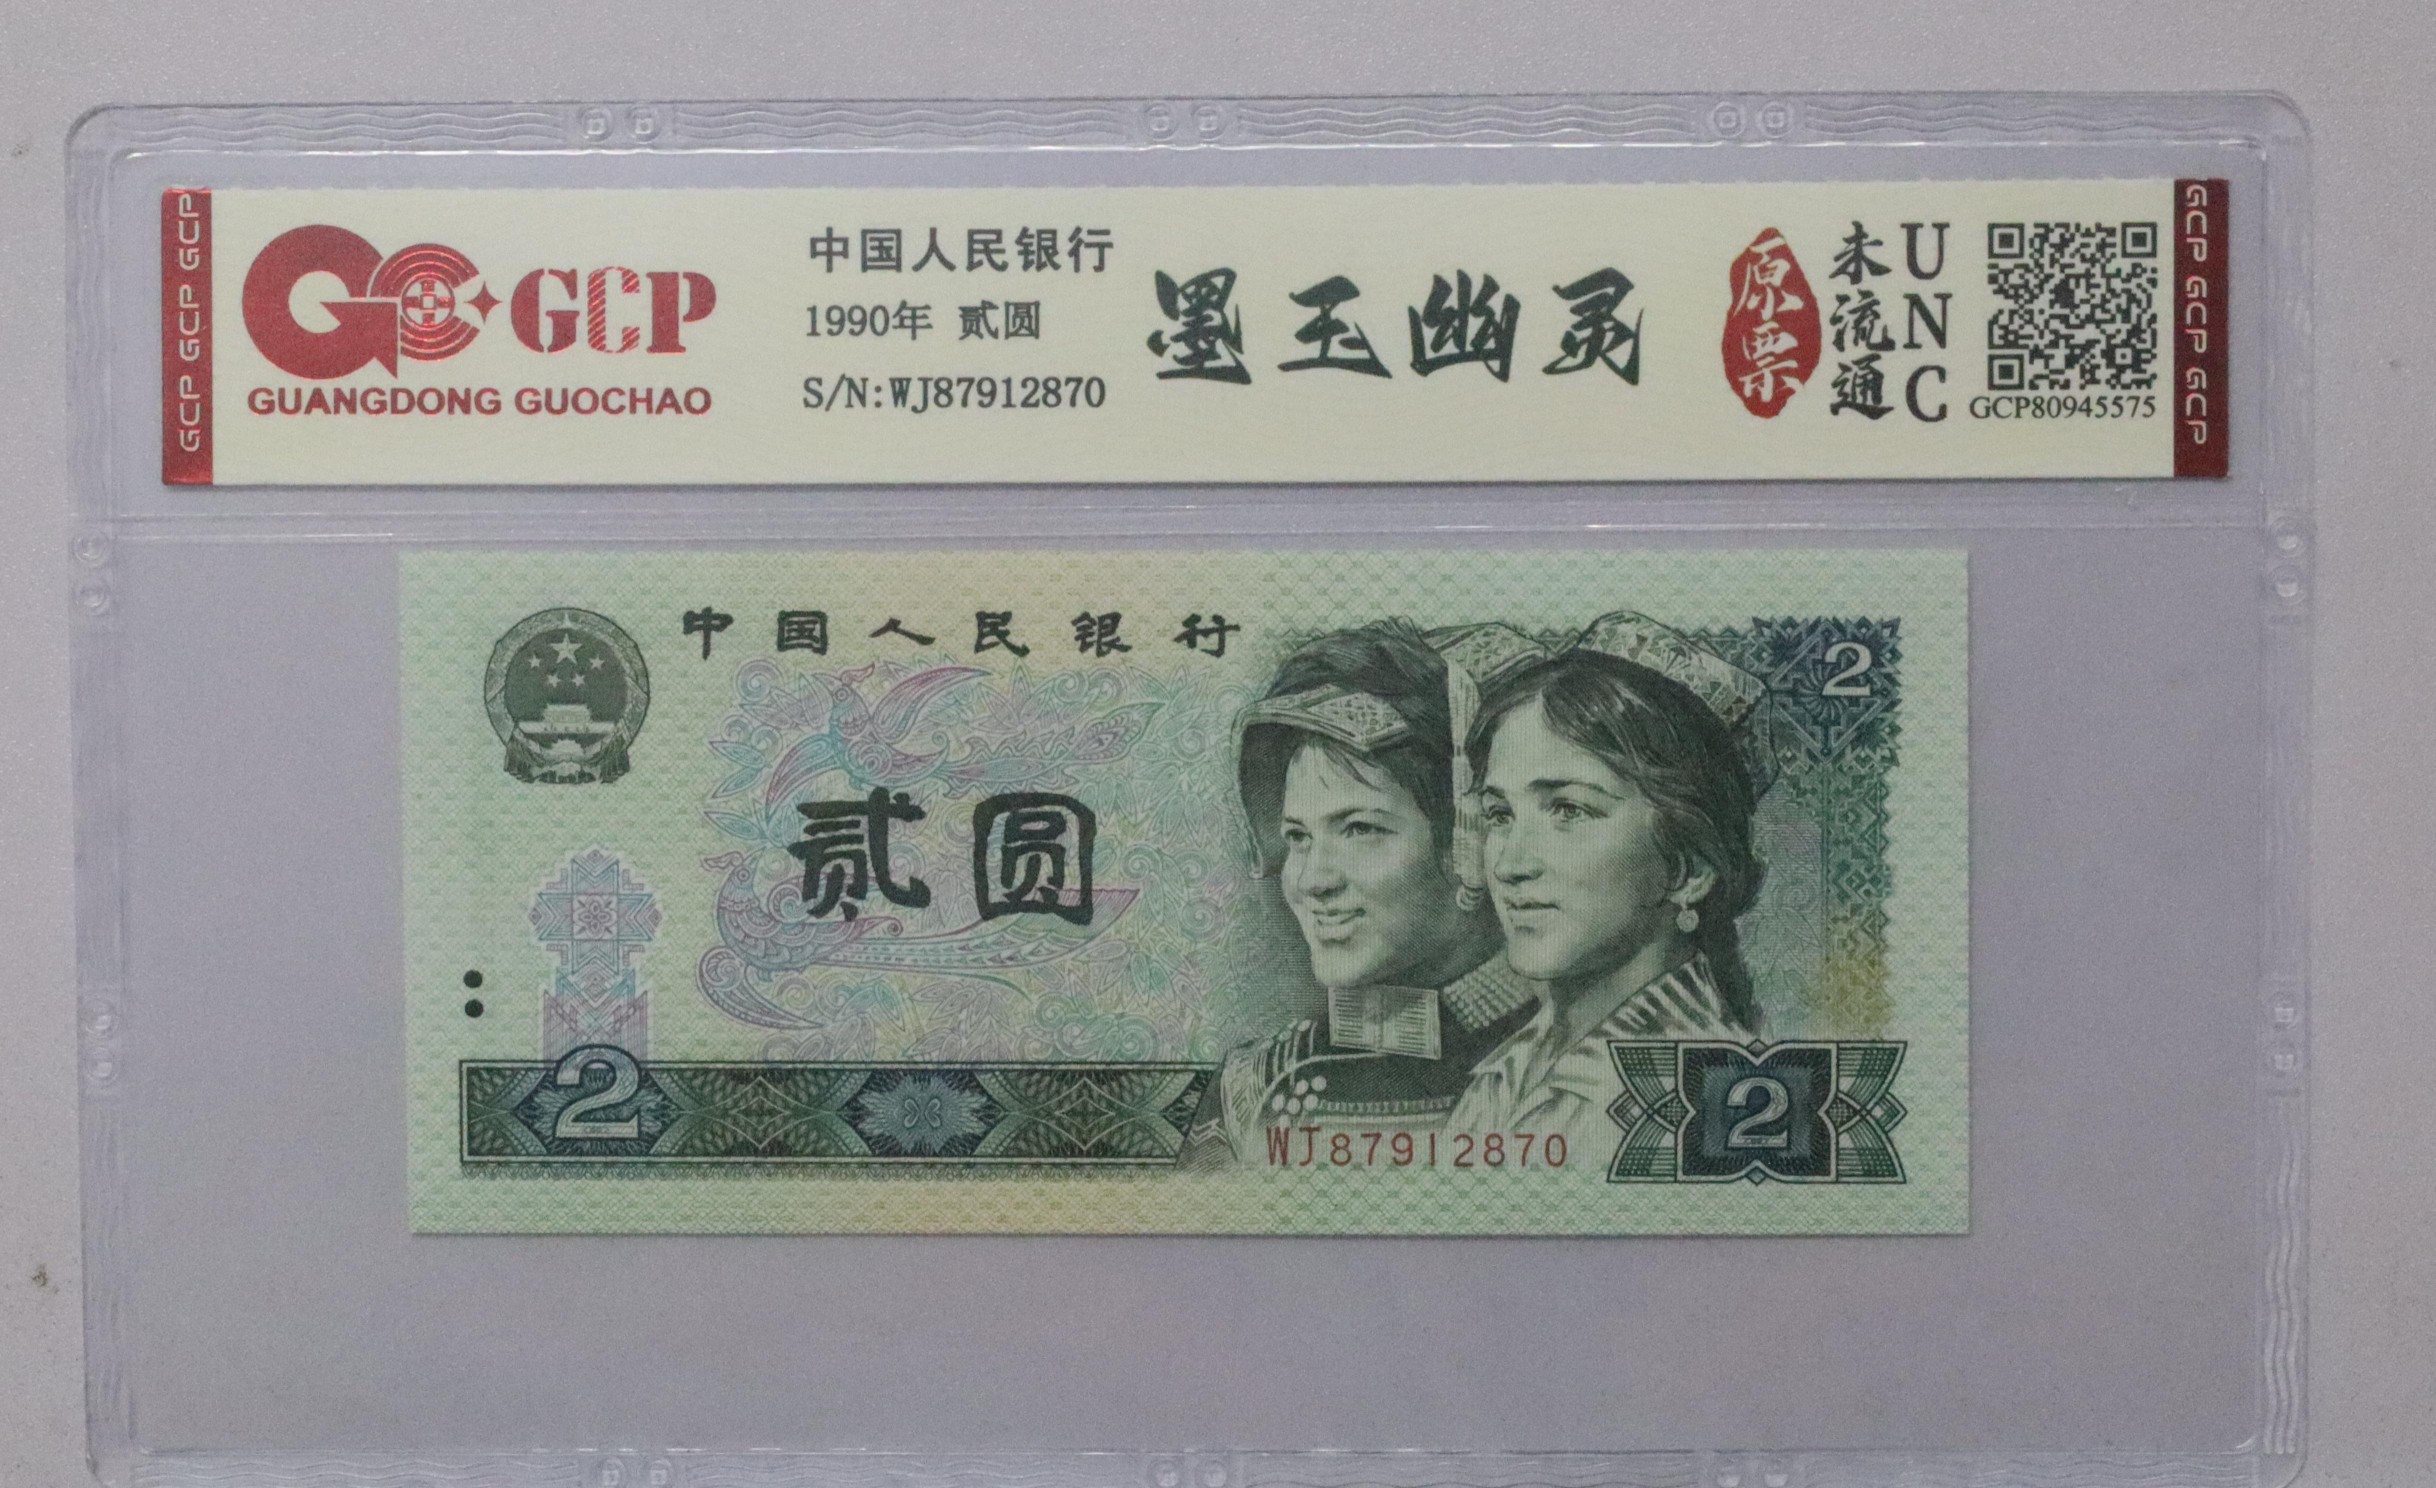 GCP GCP GCP
GCP
GUANGDONG GUOCHAO
中国人民银行
1990年 贰圆
S/N:WJ87912870
墨玉幽灵
原票
未流通
UNC
GCP80945575
GCP GCP GCP
中国人民银行
2
贰圆
2
2
WJ87912870